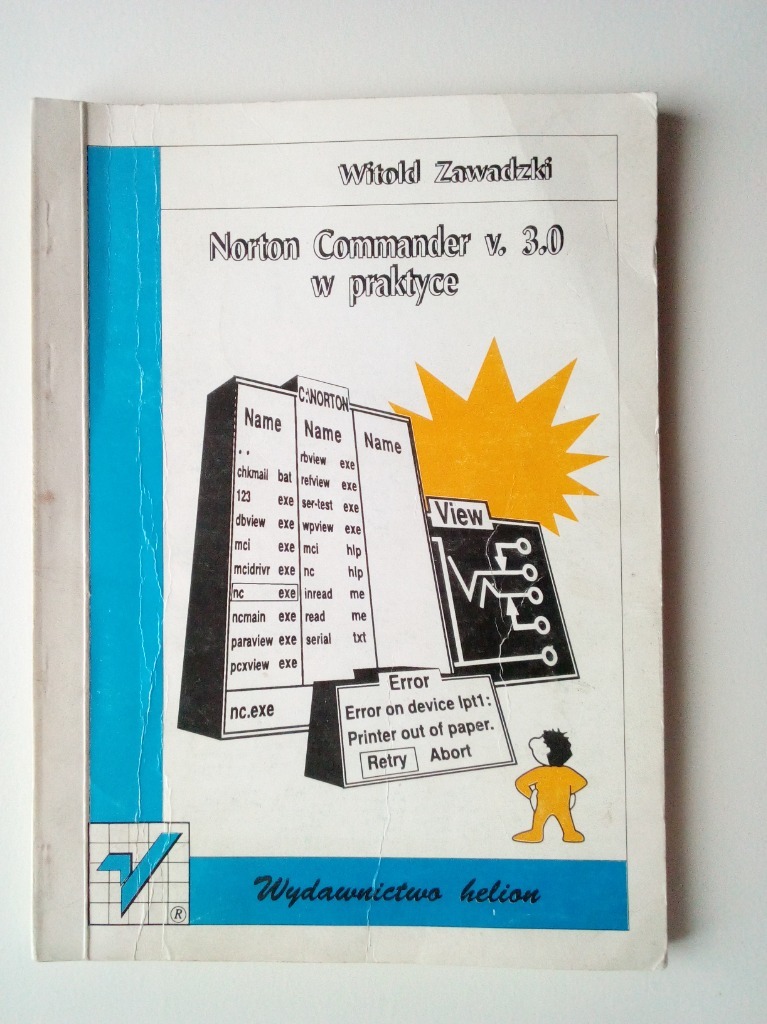 Witold Zawadzki
Norton Commander v. 3.0
w praktyce
C:\NORTON
Name Name Name
..
chkmail bat
123 exe
dbview exe
mci exe
mcidrivr exe
nc exe
ncmain exe
paraview exe
pcxview exe
rbview exe
refview exe
ser-test exe
wpview exe
mci hlp
nc hlp
inread me
read me
serial txt
nc.exe
View
Error
Error on device lpt1:
Printer out of paper.
Retry Abort
Wydawnictwo helion
®